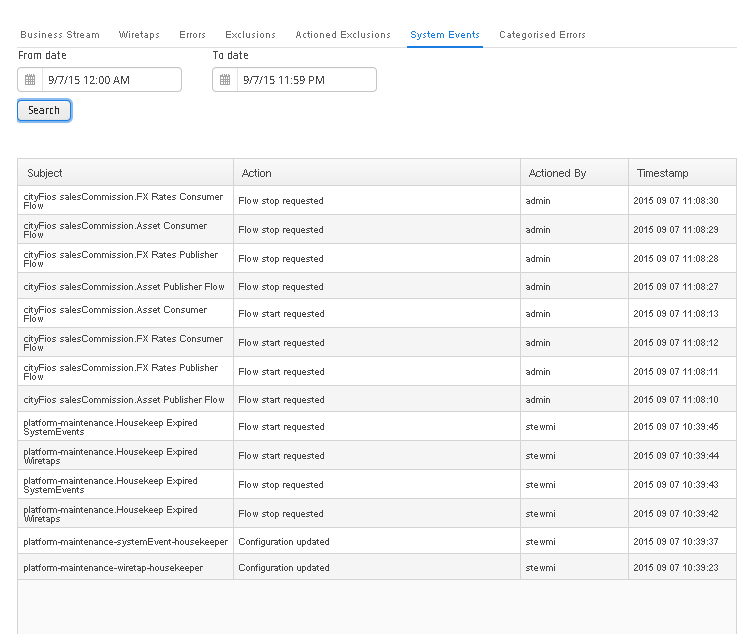 Business Stream Wiretaps Errors Exclusions Actioned Exclusions System Events Categorised Errors
From date To date
9/7/15 12:00 AM 9/7/15 11:59 PM
Search
Subject Action Actioned By Timestamp
cityFios salesCommission.FX Rates Consumer
Flow Flow stop requested admin 2015 09 07 11:08:30
cityFios salesCommission.Asset Consumer
Flow Flow stop requested admin 2015 09 07 11:08:29
cityFios salesCommission.FX Rates Publisher
Flow Flow stop requested admin 2015 09 07 11:08:28
cityFios salesCommission.Asset Publisher Flow Flow stop requested admin 2015 09 07 11:08:27
cityFios salesCommission.Asset Consumer
Flow Flow start requested admin 2015 09 07 11:08:13
cityFios salesCommission.FX Rates Consumer
Flow Flow start requested admin 2015 09 07 11:08:12
cityFios salesCommission.FX Rates Publisher
Flow Flow start requested admin 2015 09 07 11:08:11
cityFios salesCommission.Asset Publisher Flow Flow start requested admin 2015 09 07 11:08:10
platform-maintenance.Housekeep Expired
SystemEvents Flow start requested stewmi 2015 09 07 10:39:45
platform-maintenance.Housekeep Expired
Wiretaps Flow start requested stewmi 2015 09 07 10:39:44
platform-maintenance.Housekeep Expired
SystemEvents Flow stop requested stewmi 2015 09 07 10:39:43
platform-maintenance.Housekeep Expired
Wiretaps Flow stop requested stewmi 2015 09 07 10:39:42
platform-maintenance-systemEvent-housekeeper Configuration updated stewmi 2015 09 07 10:39:37
platform-maintenance-wiretap-housekeeper Configuration updated stewmi 2015 09 07 10:39:23